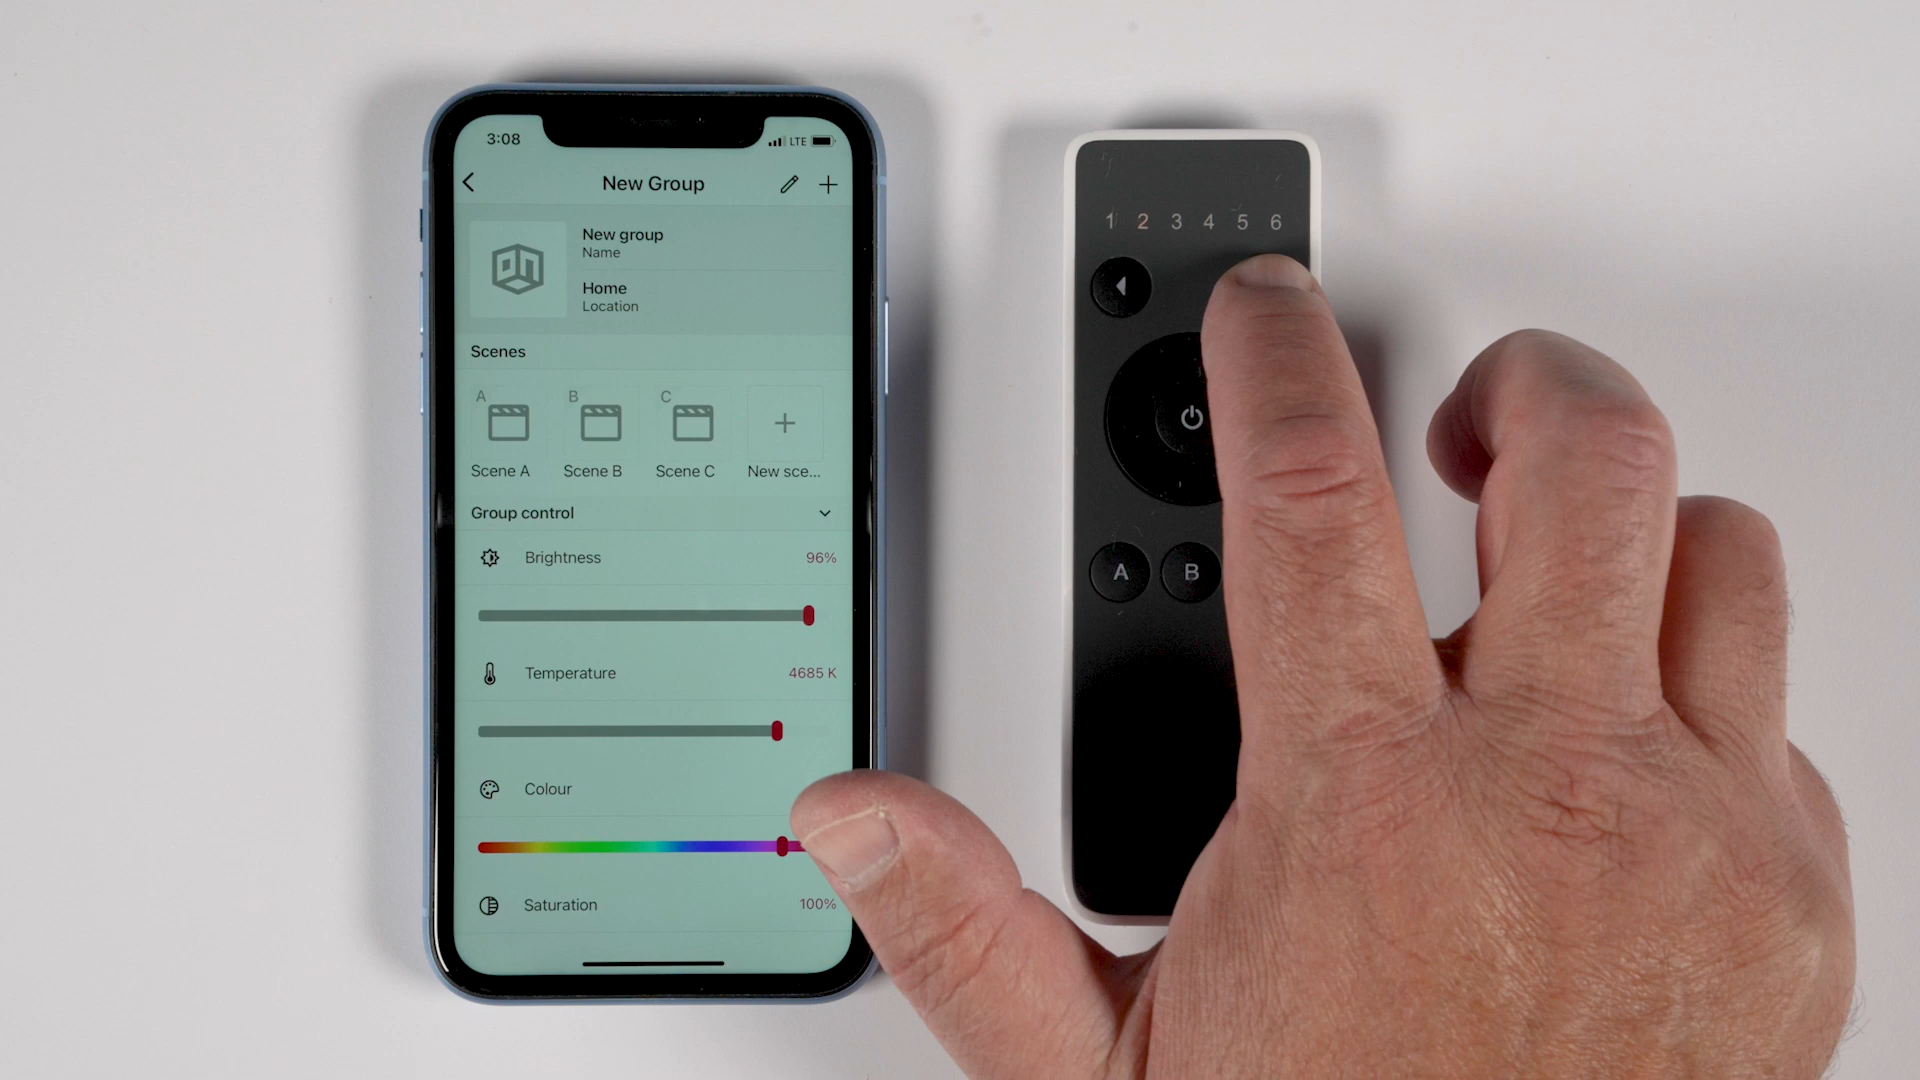 3:08
LTE
New Group
New group
Name
Home
Location
Scenes
A
B
C
Scene A
Scene B
Scene C
New sce...
Group control
Brightness
96%
Temperature
4685 K
Colour
Saturation
100%
1 2 3 4 5 6
A
B